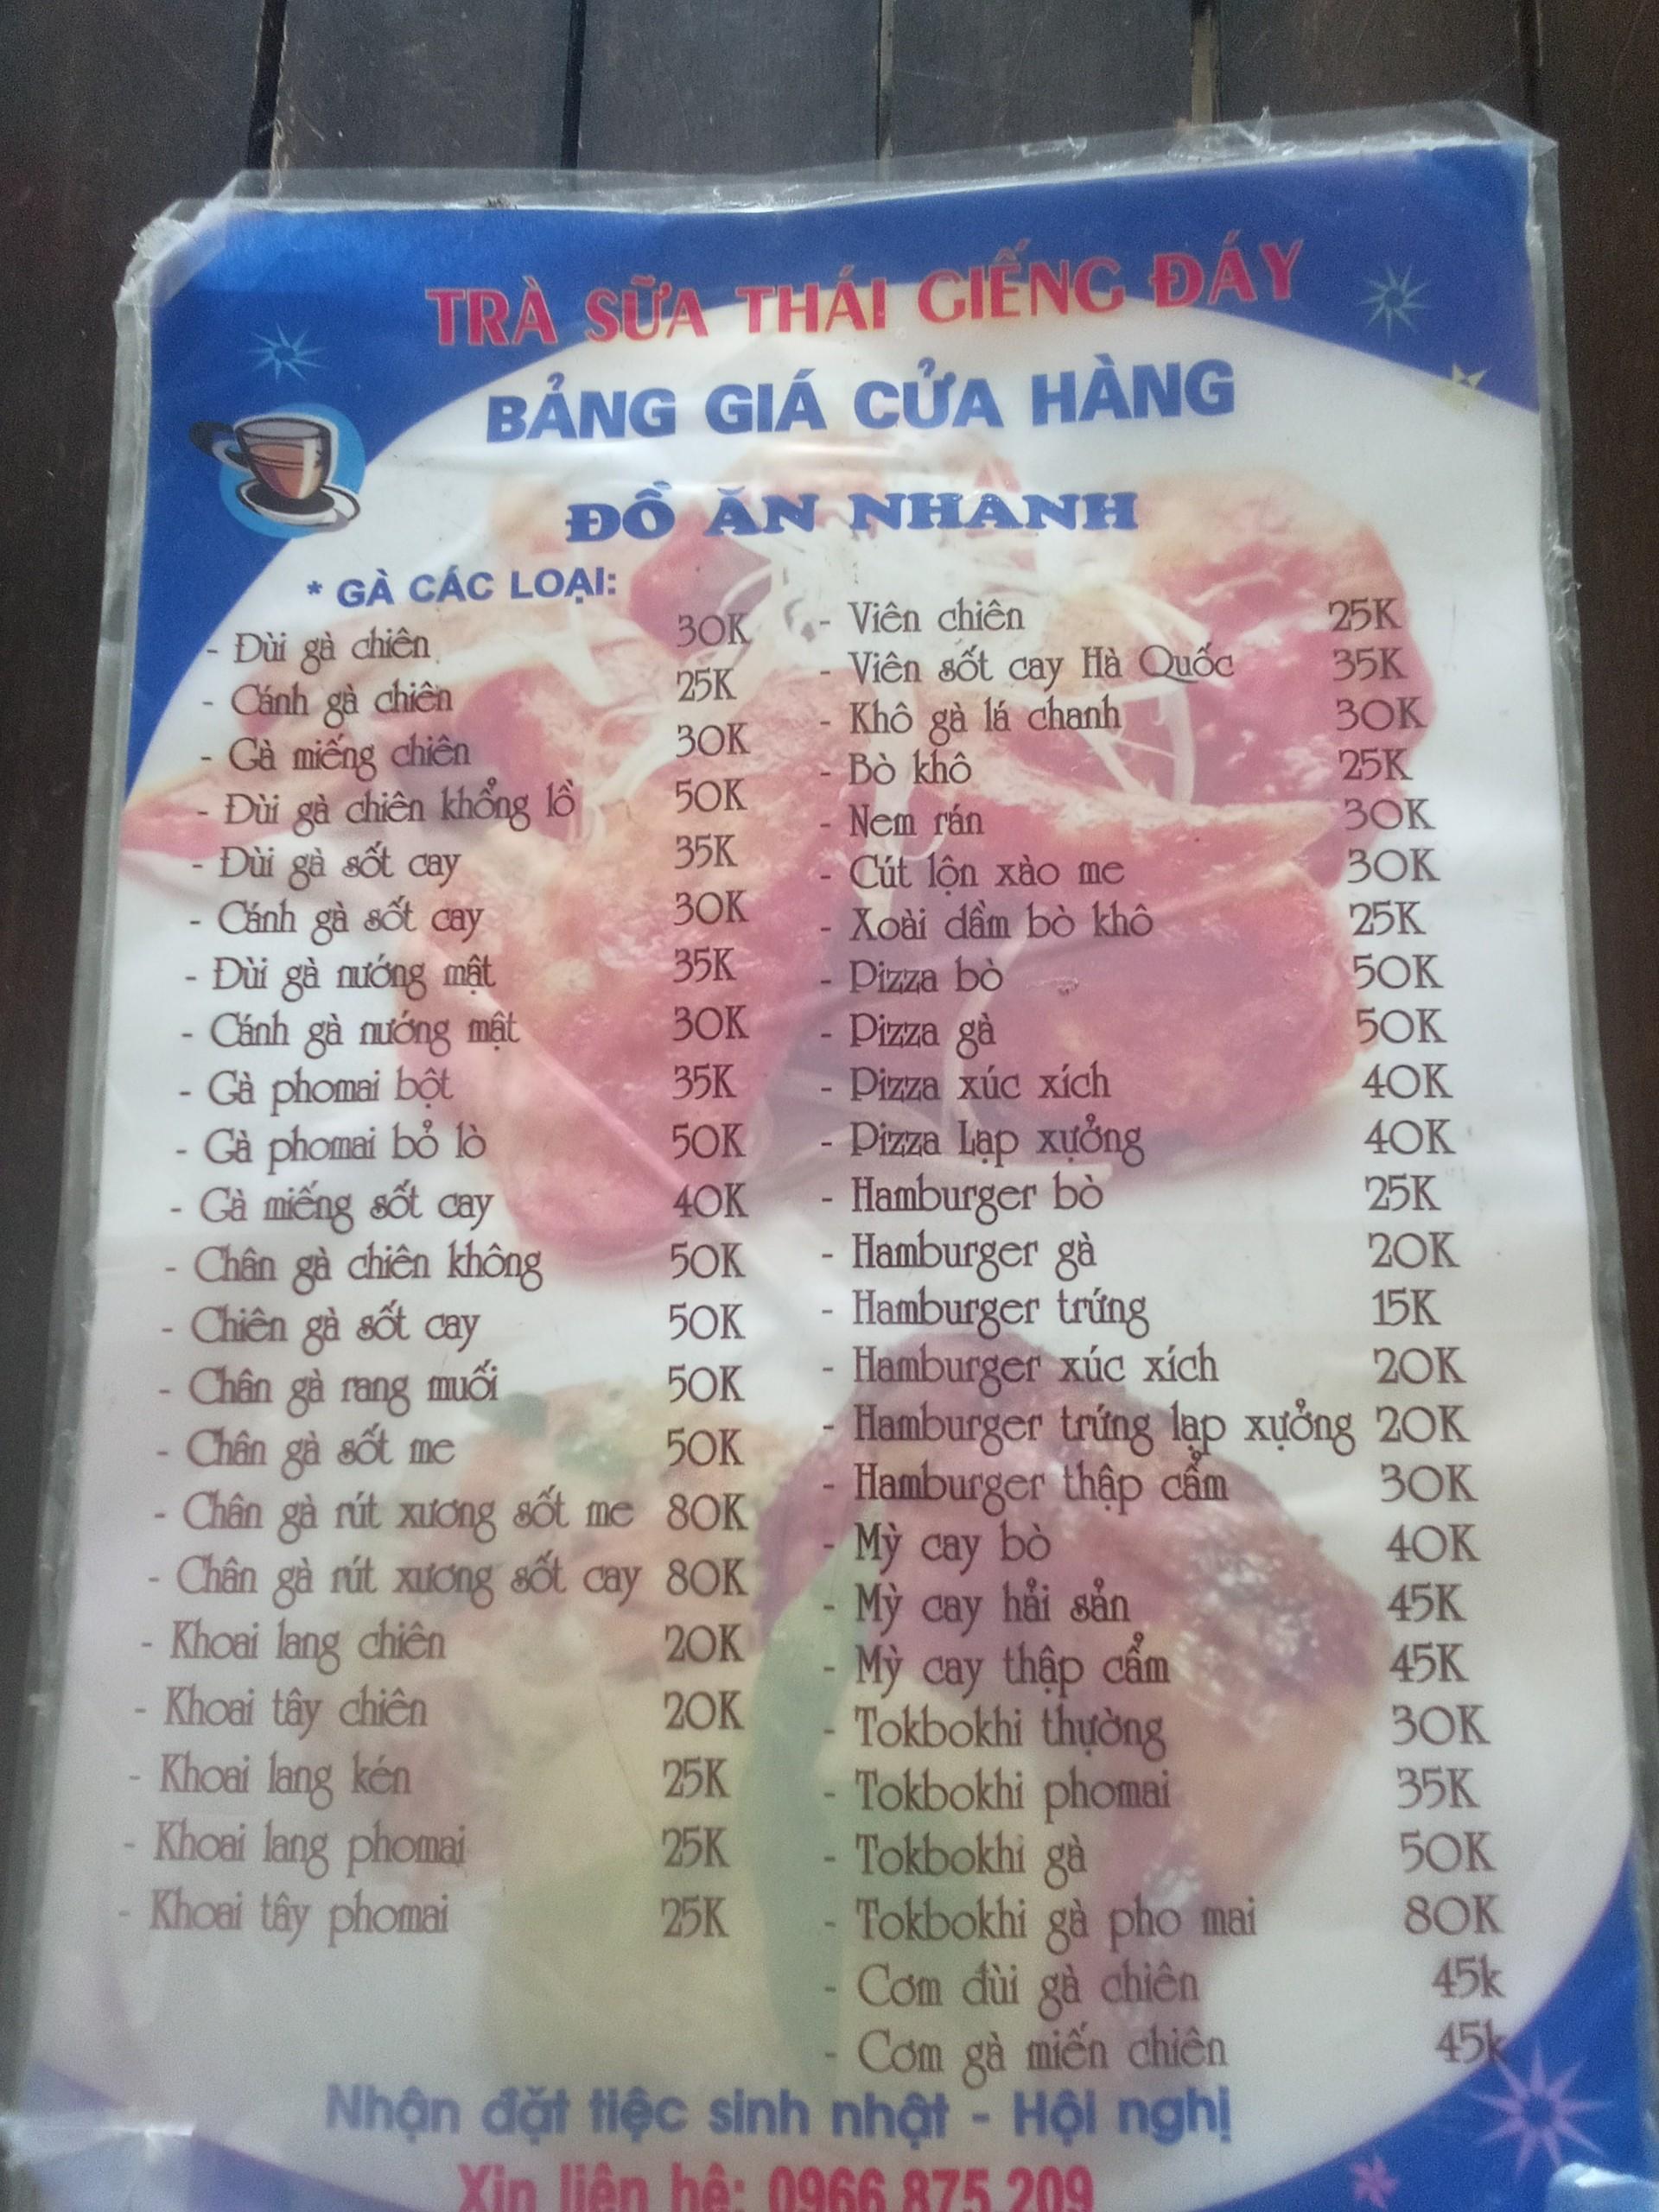 TRÀ SỮA THÁI GIẾNG ĐÁY
BẢNG GIÁ CỬA HÀNG
ĐỒ ĂN NHANH
* GÀ CÁC LOẠI:
- Đùi gà chiên 30K
- Cánh gà chiên 25K
- Gà miếng chiên 30K
- Đùi gà chiên khổng lồ 50K
- Đùi gà sốt cay 35K
- Cánh gà sốt cay 30K
- Đùi gà nướng mật 35K
- Cánh gà nướng mật 30K
- Gà phomai bột 35K
- Gà phomai bỏ lò 50K
- Gà miếng sốt cay 40K
- Chân gà chiên không 50K
- Chiên gà sốt cay 50K
- Chân gà rang muối 50K
- Chân gà sốt me 50K
- Chân gà rút xương sốt me 80K
- Chân gà rút xương sốt cay 80K
- Khoai lang chiên 20K
- Khoai tây chiên 20K
- Khoai lang kén 25K
- Khoai lang phomai 25K
- Khoai tây phomai 25K
- Viên chiên 25K
- Viên sốt cay Hà Quốc 35K
- Khô gà lá chanh 30K
- Bò khô 25K
- Nem rán 30K
- Cút lộn xào me 30K
- Xoài dầm bò khô 25K
- Pizza bò 50K
- Pizza gà 50K
- Pizza xúc xích 40K
- Pizza Lạp xưởng 40K
- Hamburger bò 25K
- Hamburger gà 20K
- Hamburger trứng 15K
- Hamburger xúc xích 20K
- Hamburger trứng lạp xưởng 20K
- Hamburger thập cẩm 30K
- Mỳ cay bò 40K
- Mỳ cay hải sản 45K
- Mỳ cay thập cẩm 45K
- Tokbokhi thường 30K
- Tokbokhi phomai 35K
- Tokbokhi gà 50K
- Tokbokhi gà pho mai 80K
- Cơm đùi gà chiên 45k
- Cơm gà miến chiên 45k
Nhận đặt tiệc sinh nhật - Hội nghị
Xin liên hệ: 0966.875.209